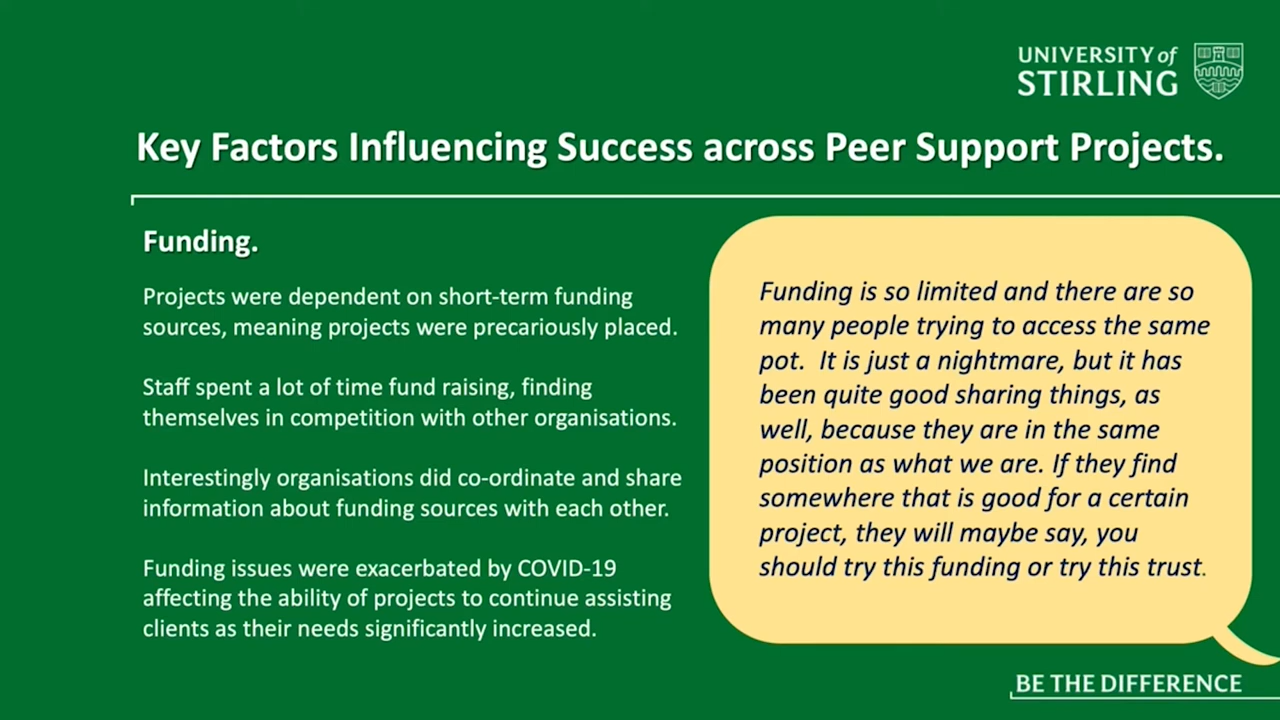 UNIVERSITY of
STIRLING
Key Factors Influencing Success across Peer Support Projects.
Funding.
Projects were dependent on short-term funding
sources, meaning projects were precariously placed.
Staff spent a lot of time fund raising, finding
themselves in competition with other organisations.
Interestingly organisations did co-ordinate and share
information about funding sources with each other.
Funding issues were exacerbated by COVID-19
affecting the ability of projects to continue assisting
clients as their needs significantly increased.
Funding is so limited and there are so
many people trying to access the same
pot.  It is just a nightmare, but it has
been quite good sharing things, as
well, because they are in the same
position as what we are. If they find
somewhere that is good for a certain
project, they will maybe say, you
should try this funding or try this trust.
BE THE DIFFERENCE